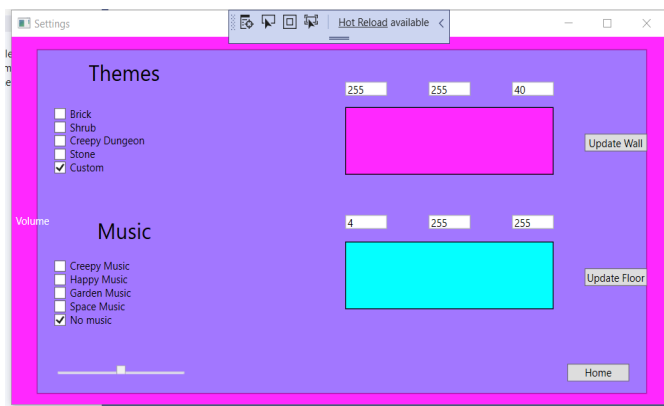 Settings
Hot Reload available
Themes
255 255 40
Brick
Shrub
Creepy Dungeon
Stone
Custom
Update Wall
Volume
4 255 255
Music
Creepy Music
Happy Music
Garden Music
Space Music
No music
Update Floor
Home